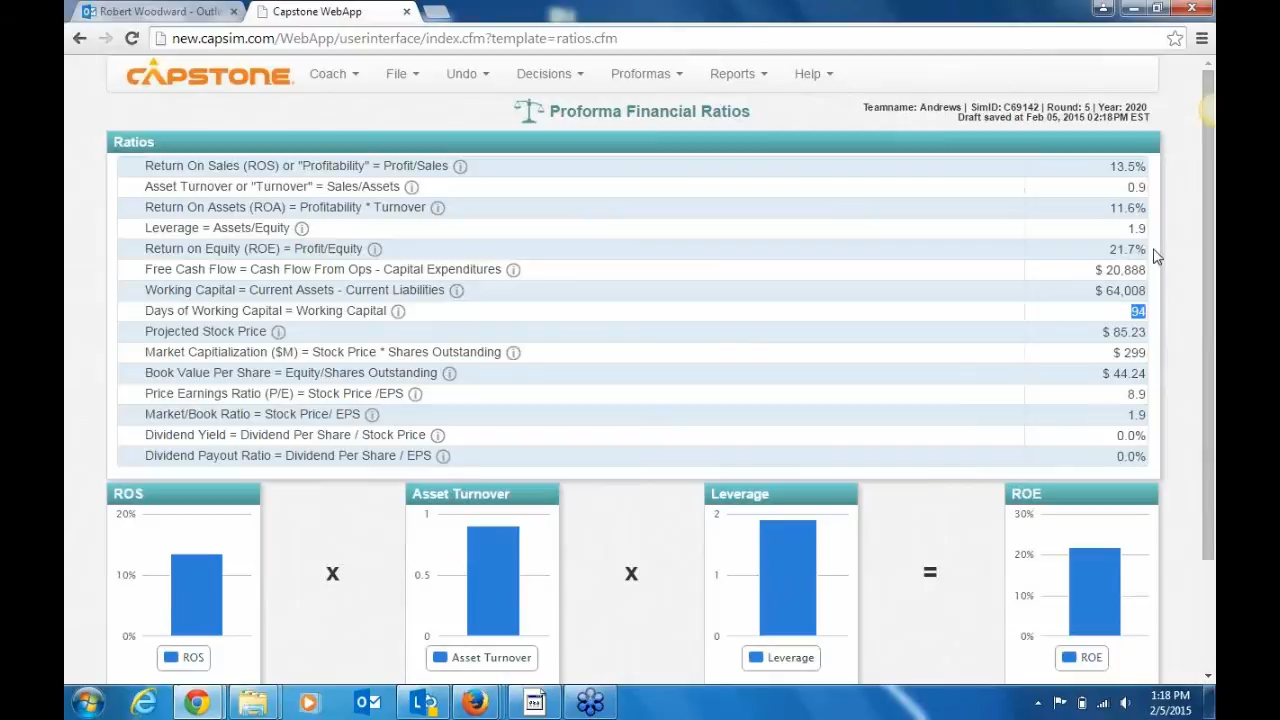 Robert Woodward - Outlo
Capstone WebApp
new.capsim.com/WebApp/userinterface/index.cfm?template=ratios.cfm
CAPSTONE Coach File Undo Decisions Proformas Reports Help
Proforma Financial Ratios
Teamname: Andrews | SimID: C69142 | Round: 5 | Year: 2020
Draft saved at Feb 05, 2015 02:18PM EST
Ratios
Return On Sales (ROS) or "Profitability" = Profit/Sales 13.5%
Asset Turnover or "Turnover" = Sales/Assets 0.9
Return On Assets (ROA) = Profitability * Turnover 11.6%
Leverage = Assets/Equity 1.9
Return on Equity (ROE) = Profit/Equity 21.7%
Free Cash Flow = Cash Flow From Ops - Capital Expenditures $ 20,888
Working Capital = Current Assets - Current Liabilities $ 64,008
Days of Working Capital = Working Capital 94
Projected Stock Price $ 85.23
Market Capitialization ($M) = Stock Price * Shares Outstanding $ 299
Book Value Per Share = Equity/Shares Outstanding $ 44.24
Price Earnings Ratio (P/E) = Stock Price /EPS 8.9
Market/Book Ratio = Stock Price/ EPS 1.9
Dividend Yield = Dividend Per Share / Stock Price 0.0%
Dividend Payout Ratio = Dividend Per Share / EPS 0.0%
ROS Asset Turnover Leverage ROE
20% 1 2 30%
20%
10% x 0.5 x 1 =
10%
0% 0 0 0%
ROS Asset Turnover Leverage ROE
1:18 PM
2/5/2015